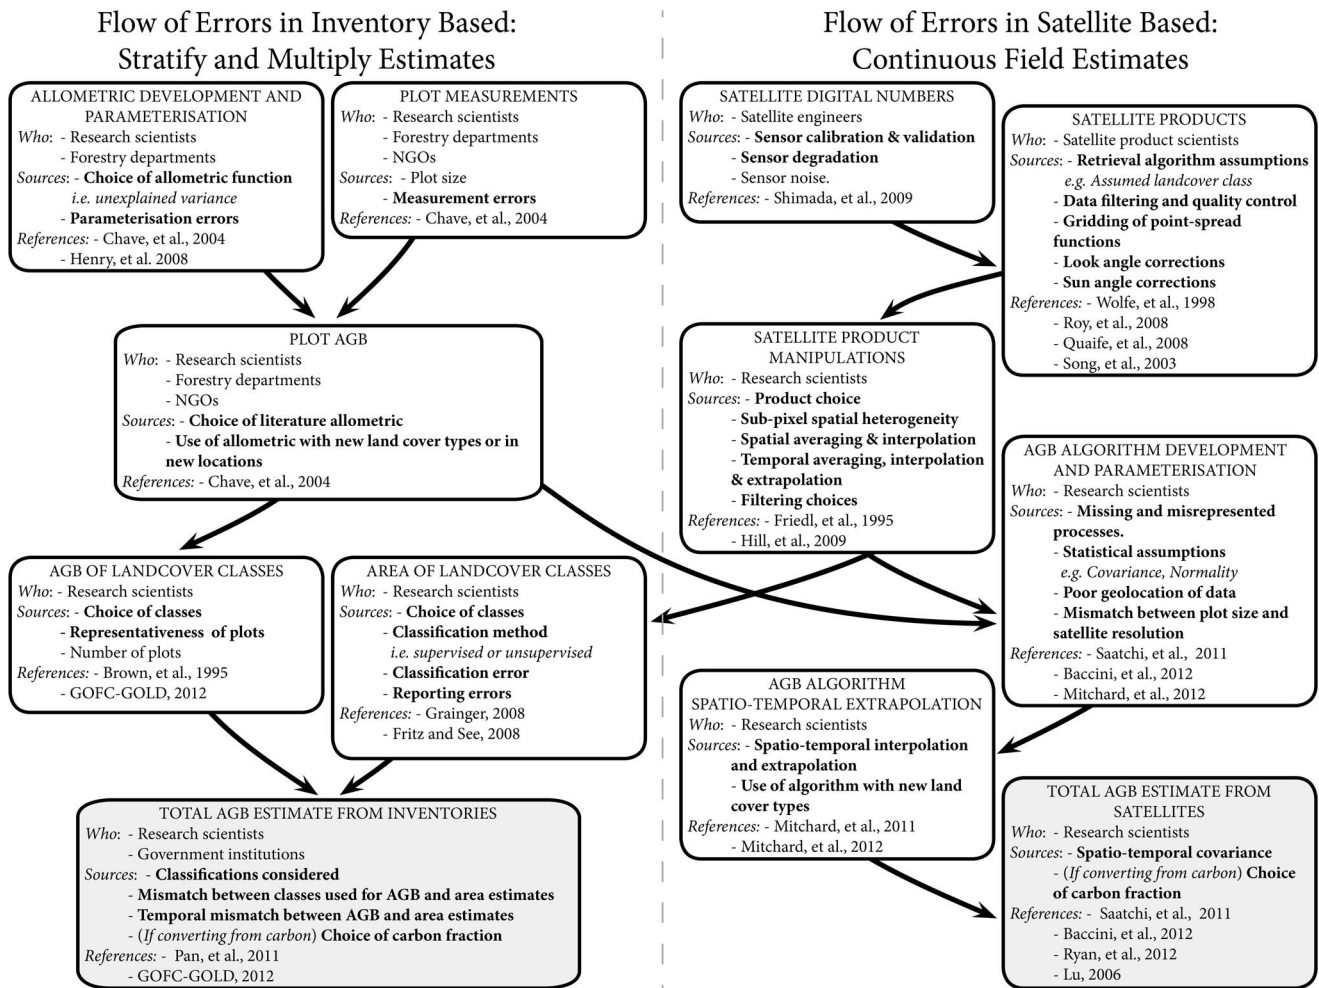 Flow of Errors in Inventory Based:
Stratify and Multiply Estimates
ALLOMETRIC DEVELOPMENT AND
PARAMETERISATION
Who: - Research scientists
- Forestry departments
Sources: - Choice of allometric function
i.e. unexplained variance
- Parameterisation errors
References: - Chave, et al., 2004
- Henry, et al. 2008
PLOT MEASUREMENTS
Who: - Research scientists
- Forestry departments
- NGOs
Sources: - Plot size
- Measurement errors
References: - Chave, et al., 2004
PLOT AGB
Who: - Research scientists
- Forestry departments
- NGOs
Sources: - Choice of literature allometric
- Use of allometric with new land cover types or in
new locations
References: - Chave, et al., 2004
AGB OF LANDCOVER CLASSES
Who: - Research scientists
Sources: - Choice of classes
- Representativeness of plots
- Number of plots
References: - Brown, et al., 1995
- GOFC-GOLD, 2012
AREA OF LANDCOVER CLASSES
Who: - Research scientists
Sources: - Choice of classes
- Classification method
i.e. supervised or unsupervised
- Classification error
- Reporting errors
References: - Grainger, 2008
- Fritz and See, 2008
TOTAL AGB ESTIMATE FROM INVENTORIES
Who: - Research scientists
- Government institutions
Sources: - Classifications considered
- Mismatch between classes used for AGB and area estimates
- Temporal mismatch between AGB and area estimates
- (If converting from carbon) Choice of carbon fraction
References: - Pan, et al., 2011
- GOFC-GOLD, 2012
Flow of Errors in Satellite Based:
Continuous Field Estimates
SATELLITE DIGITAL NUMBERS
Who: - Satellite engineers
Sources: - Sensor calibration & validation
- Sensor degradation
- Sensor noise.
References: - Shimada, et al., 2009
SATELLITE PRODUCTS
Who: - Satellite product scientists
Sources: - Retrieval algorithm assumptions
e.g. Assumed landcover class
- Data filtering and quality control
- Gridding of point-spread
functions
- Look angle corrections
- Sun angle corrections
References: - Wolfe, et al., 1998
- Roy, et al., 2008
- Quaife, et al., 2008
- Song, et al., 2003
SATELLITE PRODUCT
MANIPULATIONS
Who: - Research scientists
Sources: - Product choice
- Sub-pixel spatial heterogeneity
- Spatial averaging & interpolation
- Temporal averaging, interpolation
& extrapolation
- Filtering choices
References: - Friedl, et al., 1995
- Hill, et al., 2009
AGB ALGORITHM DEVELOPMENT
AND PARAMETERISATION
Who: - Research scientists
Sources: - Missing and misrepresented
processes.
- Statistical assumptions
e.g. Covariance, Normality
- Poor geolocation of data
- Mismatch between plot size and
satellite resolution
References: - Saatchi, et al., 2011
- Baccini, et al., 2012
- Mitchard, et al., 2012
AGB ALGORITHM
SPATIO-TEMPORAL EXTRAPOLATION
Who: - Research scientists
Sources: - Spatio-temporal interpolation
and extrapolation
- Use of algorithm with new land
cover types
References: - Mitchard, et al., 2011
- Mitchard, et al., 2012
TOTAL AGB ESTIMATE FROM
SATELLITES
Who: - Research scientists
Sources: - Spatio-temporal covariance
- (If converting from carbon) Choice
of carbon fraction
References: - Saatchi, et al., 2011
- Baccini, et al., 2012
- Ryan, et al., 2012
- Lu, 2006